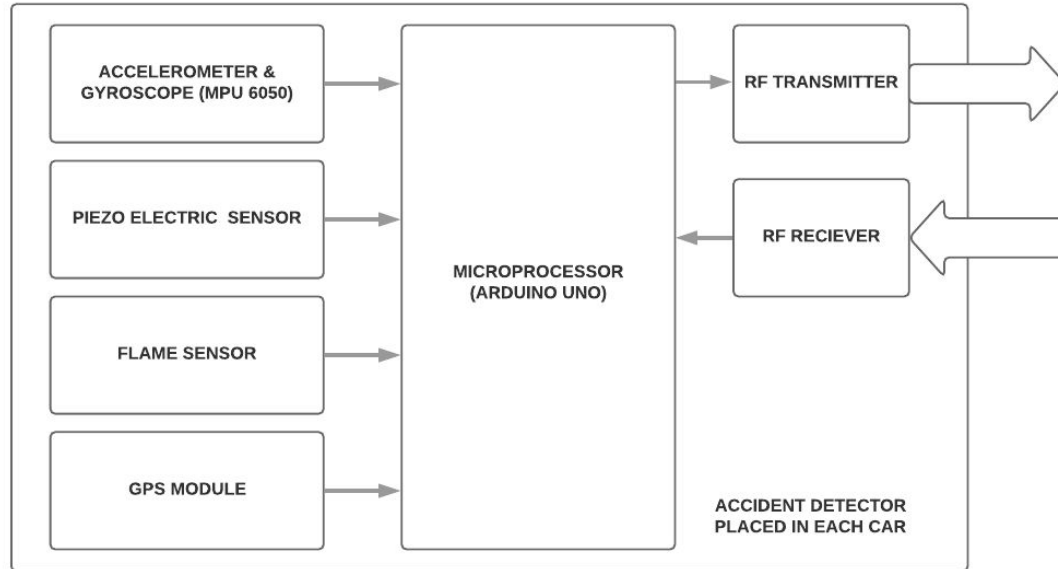 ACCELEROMETER &
GYROSCOPE (MPU 6050)
PIEZO ELECTRIC SENSOR
FLAME SENSOR
GPS MODULE
MICROPROCESSOR
(ARDUINO UNO)
RF TRANSMITTER
RF RECIEVER
ACCIDENT DETECTOR
PLACED IN EACH CAR